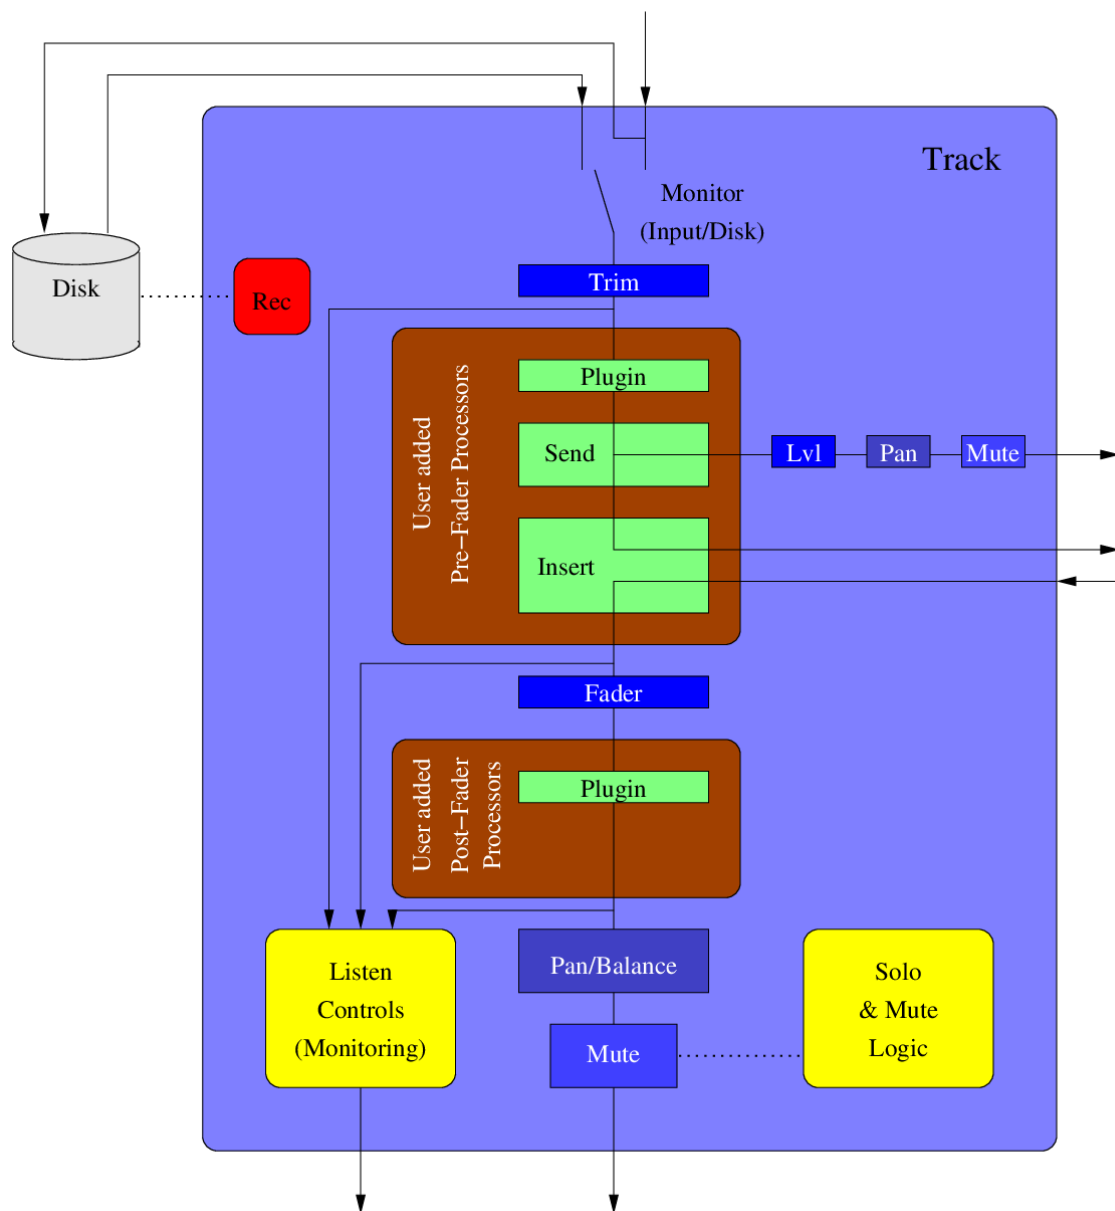 Track
Monitor
(Input/Disk)
Disk
Rec
Trim
User added
Pre–Fader Processors
Plugin
Send
Lvl
Pan
Mute
Insert
Fader
User added
Post–Fader
Processors
Plugin
Listen
Controls
(Monitoring)
Pan/Balance
Mute
Solo
& Mute
Logic